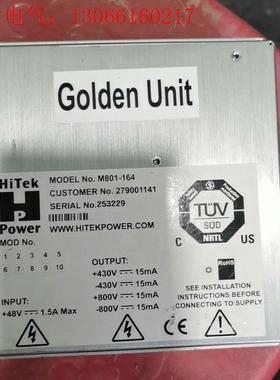 电气: 13066160217
Golden Unit
HiTek
Power
MODEL No. M801-164
CUSTOMER No. 279001141
SERIAL No. 253229
WWW.HITEKPOWER.COM
MOD No.
1 2 3 4 5
6 7 8 9 10
INPUT:
+48V ⎓ 1.5A Max
OUTPUT:
+430V ⎓ 15mA
-430V ⎓ 15mA
+800V ⎓ 15mA
-800V ⎓ 15mA
TÜV
SÜD
NRTL
C US
RoHS
SEE INSTALLATION
INSTRUCTIONS BEFORE
CONNECTING TO SUPPLY